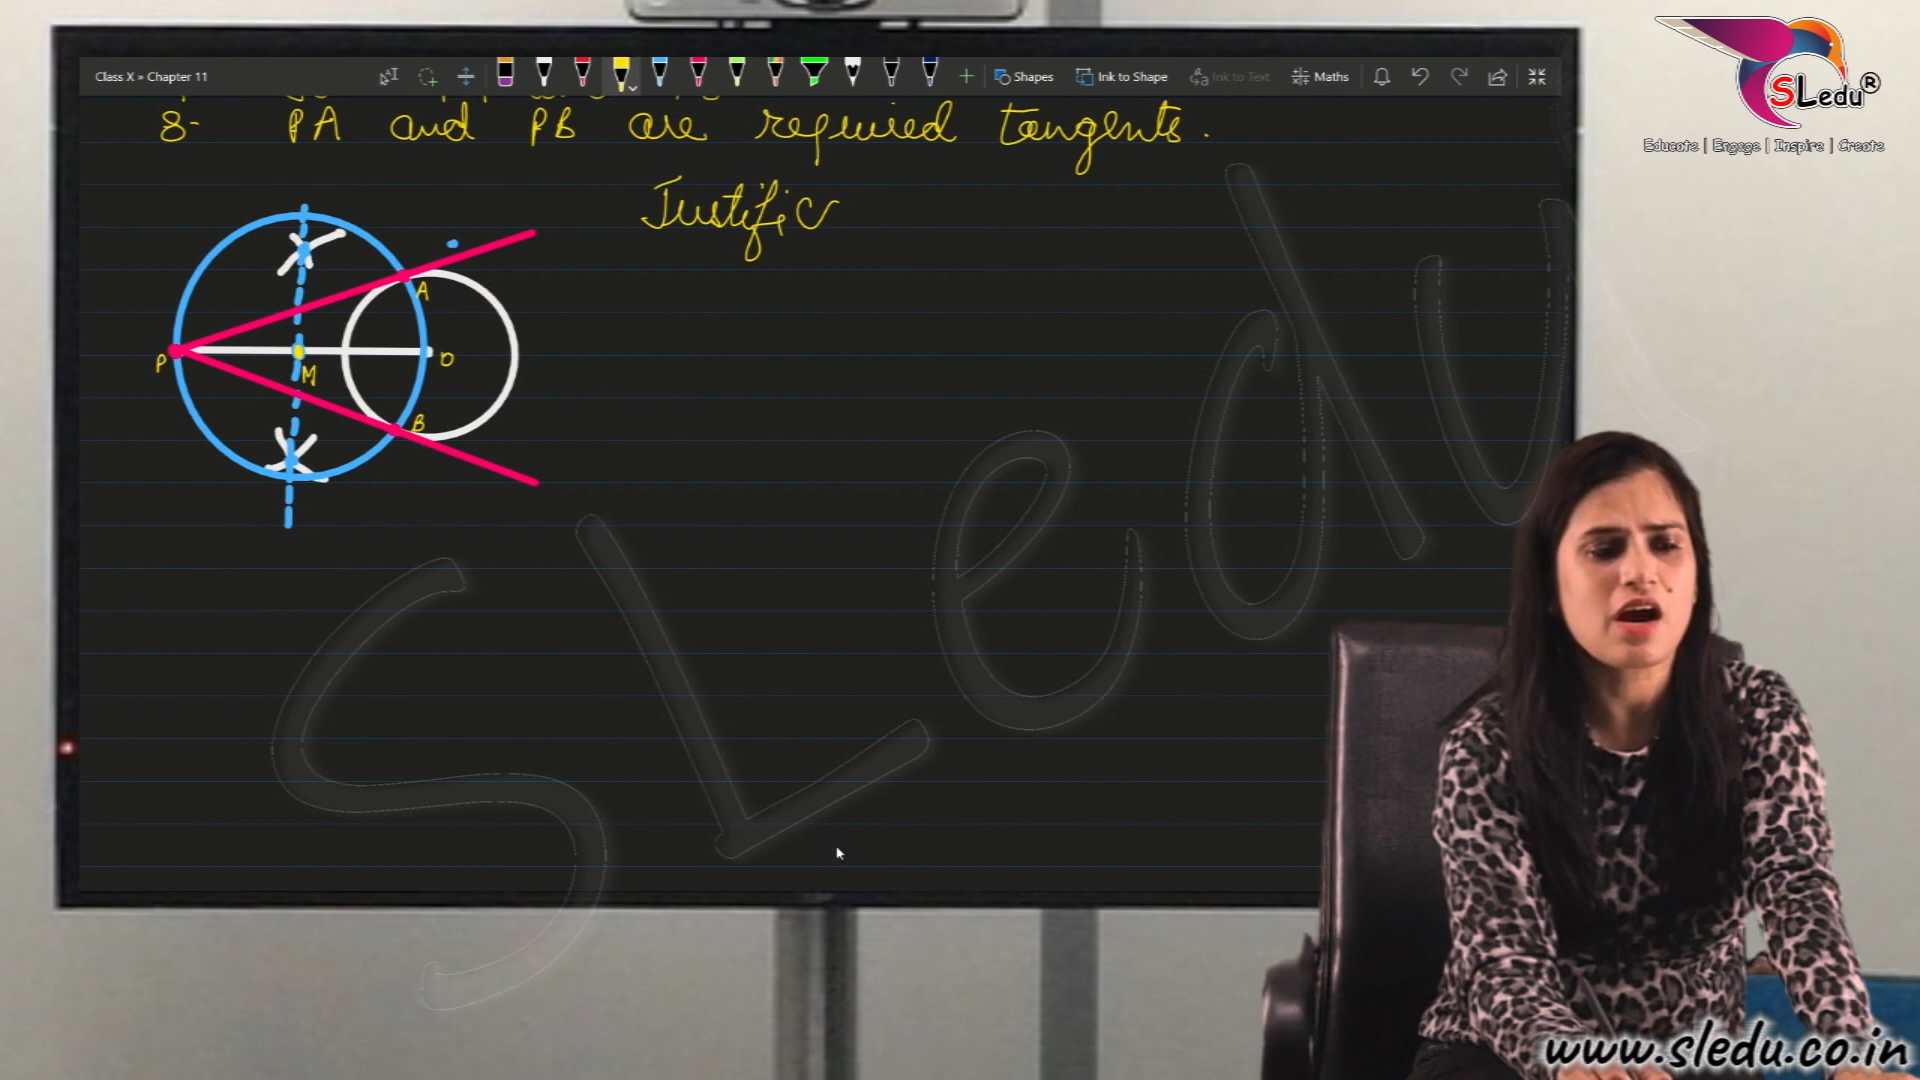 Class X » Chapter 11
Shapes
Ink to Shape
Ink to Text
Maths
SLedu®
Educate | Engage | Inspire | Create
8- PA and PB are required tangents.
Justific
A
P
M
O
B
SLedu
www.sledu.co.in